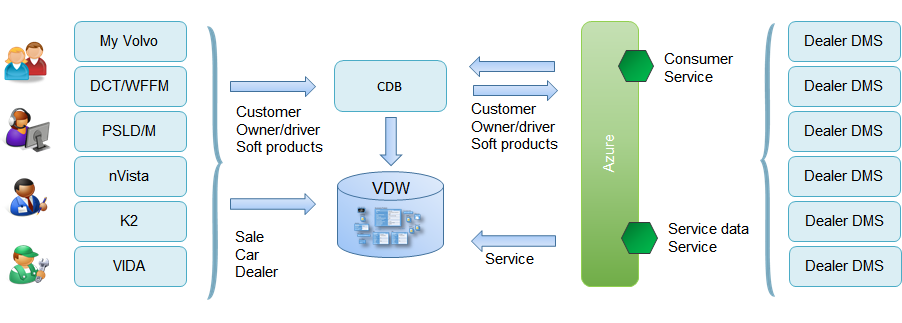 My Volvo
DCT/WFFM
PSLD/M
nVista
K2
VIDA
Customer
Owner/driver
Soft products
Sale
Car
Dealer
CDB
VDW
Customer
Owner/driver
Soft products
Service
Azure
Consumer
Service
Service data
Service
Dealer DMS
Dealer DMS
Dealer DMS
Dealer DMS
Dealer DMS
Dealer DMS